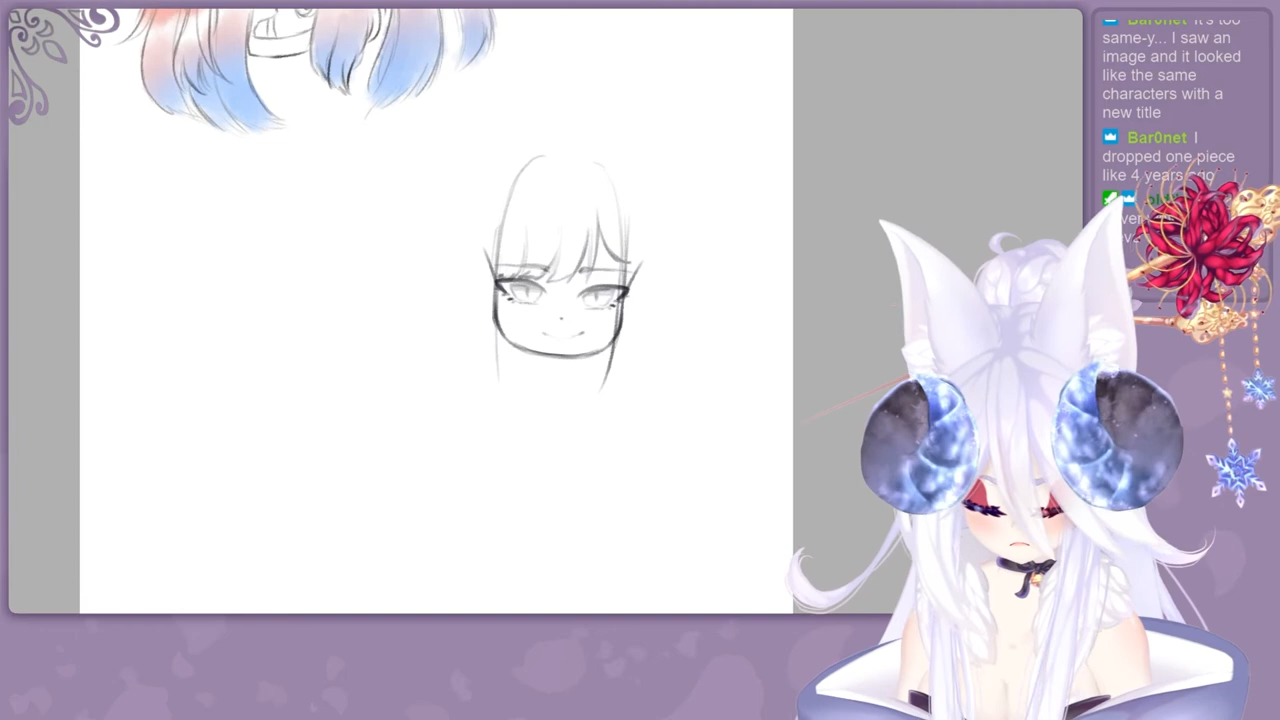 Bar0net It's too
same-y... I saw an
image and it looked
like the same
characters with a
new title
Bar0net I
dropped one piece
like 4 years ago